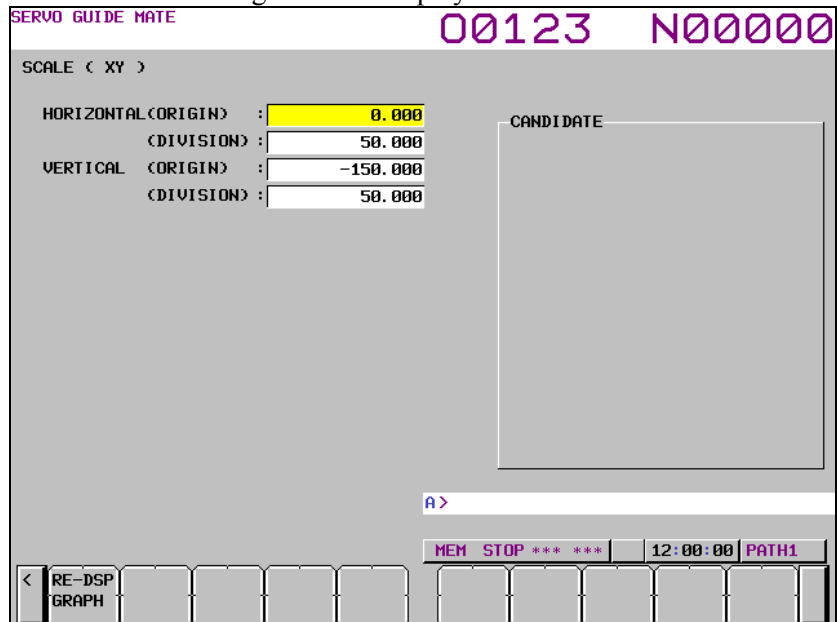 SERVO GUIDE MATE O0123 N00000
SCALE ( XY )
HORIZONTAL(ORIGIN) : 0.000
(DIVISION) : 50.000
VERTICAL (ORIGIN) : -150.000
(DIVISION) : 50.000
CANDIDATE
A>
MEM STOP *** *** 12:00:00 PATH1
< RE-DSP
GRAPH